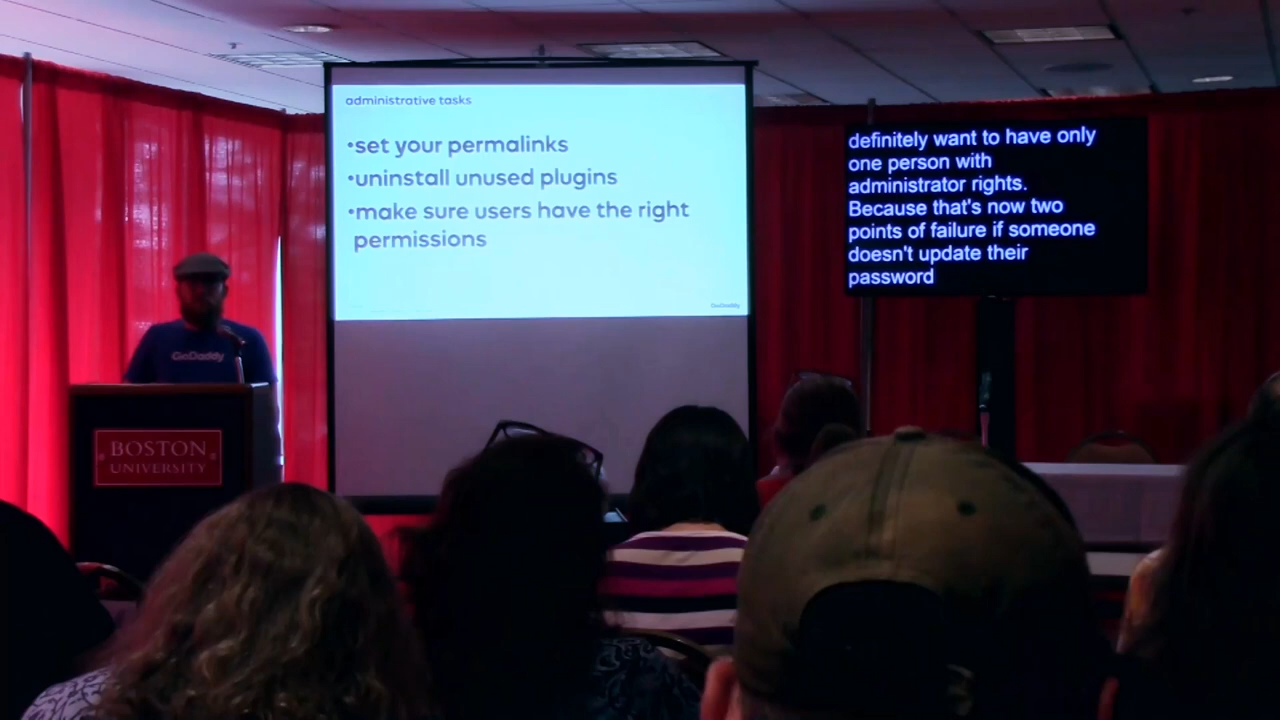 administrative tasks
•set your permalinks
•uninstall unused plugins
•make sure users have the right
permissions
GoDaddy
definitely want to have only
one person with
administrator rights.
Because that's now two
points of failure if someone
doesn't update their
password
GoDaddy
BOSTON
UNIVERSITY